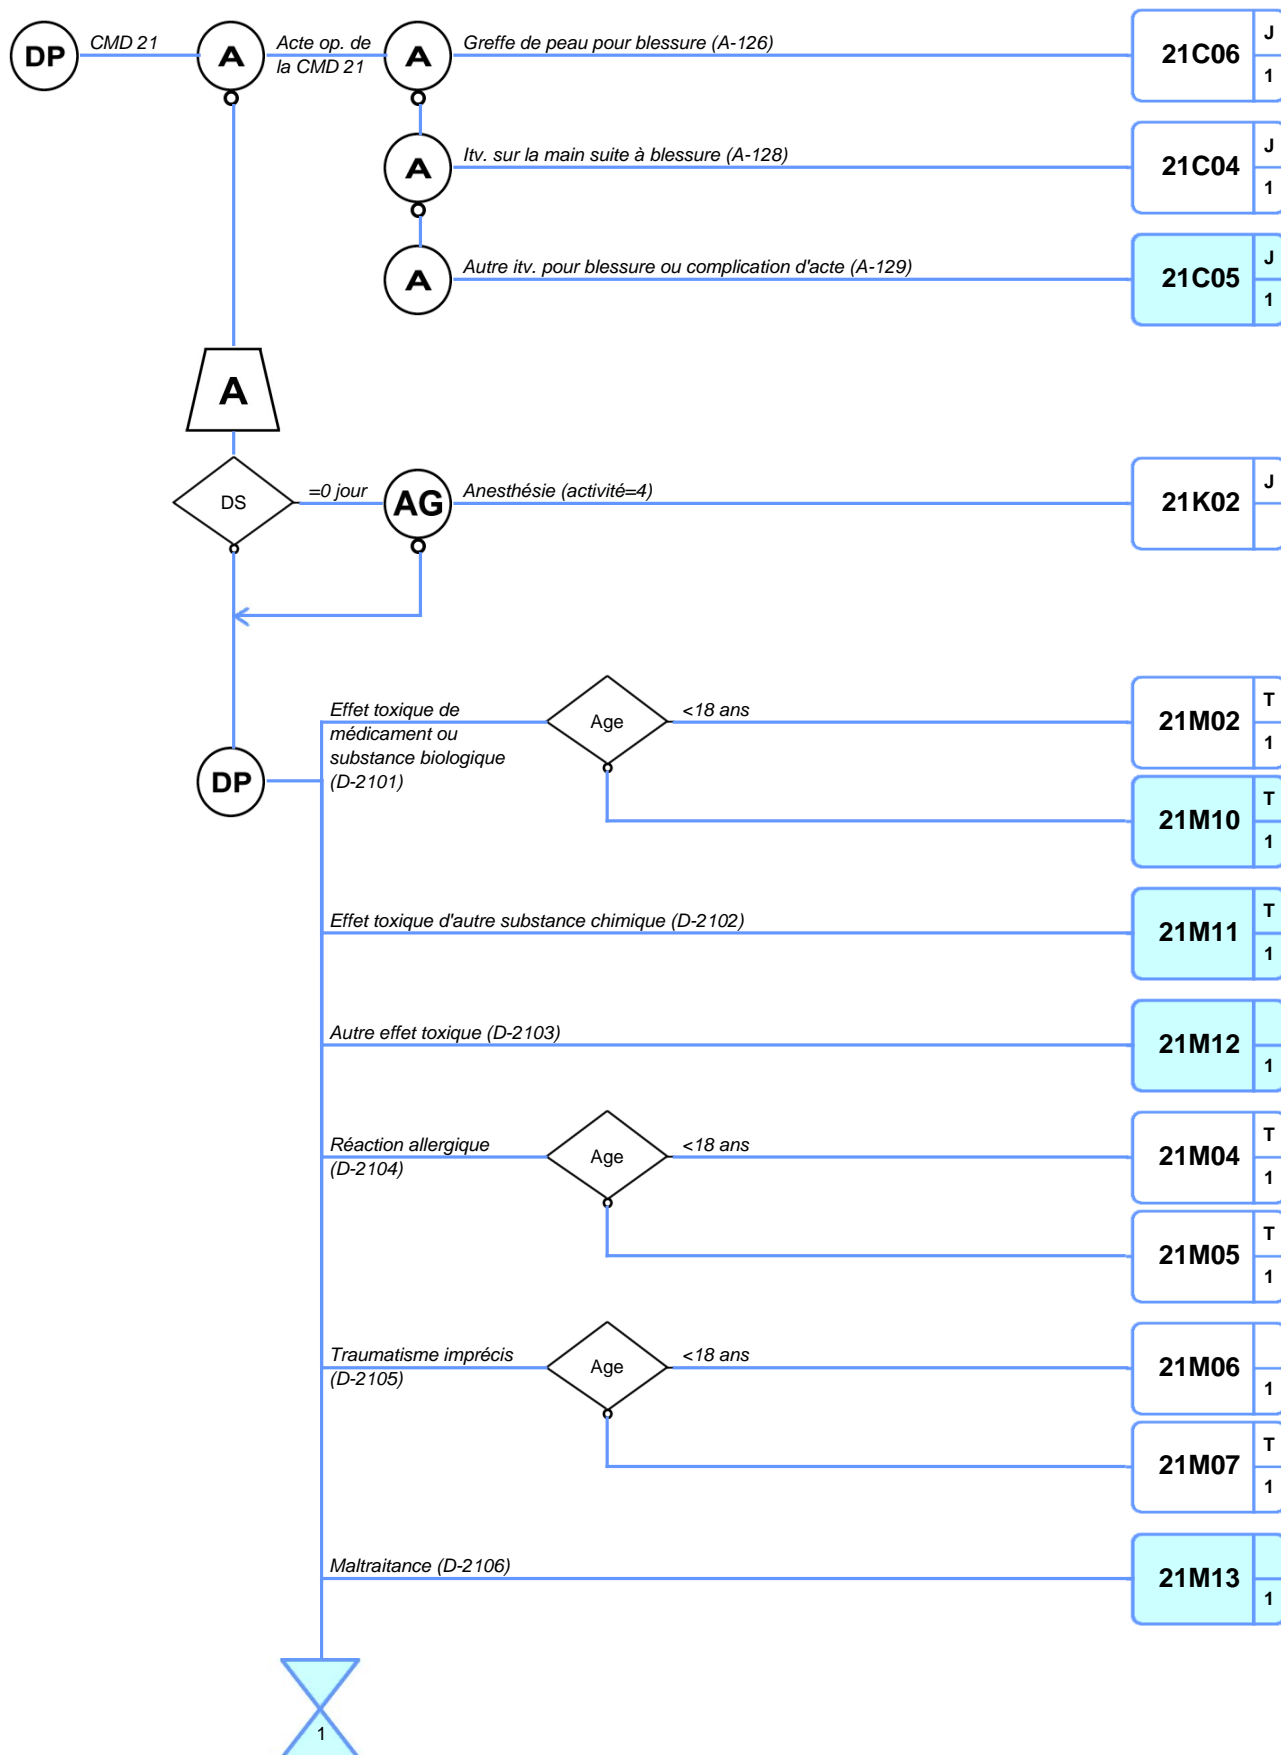 DP
CMD 21
A
Acte op. de
la CMD 21
A
Greffe de peau pour blessure (A-126)
21C06
J
1
A
Itv. sur la main suite à blessure (A-128)
21C04
J
1
A
Autre itv. pour blessure ou complication d'acte (A-129)
21C05
J
1
A
DS
=0 jour
AG
Anesthésie (activité=4)
21K02
J
DP
Effet toxique de
médicament ou
substance biologique
(D-2101)
Age
<18 ans
21M02
T
1
21M10
T
1
Effet toxique d'autre substance chimique (D-2102)
21M11
T
1
Autre effet toxique (D-2103)
21M12
1
Réaction allergique
(D-2104)
Age
<18 ans
21M04
T
1
21M05
T
1
Traumatisme imprécis
(D-2105)
Age
<18 ans
21M06
1
21M07
T
1
Maltraitance (D-2106)
21M13
1
1